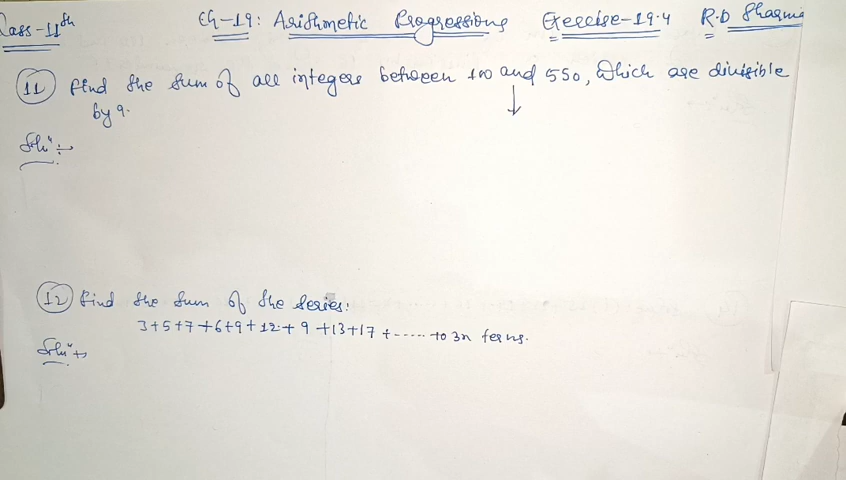 Class-11th Ch-19: Arithmetic Progressions Exercise-19.4 R.D Sharma
11 find the sum of all integers between 100 and 550, which are divisible
by 9.
Solⁿ :-
12 find the sum of the series:
3+5+7+6+9+12+9+13+17+...... to 3n terms.
Solⁿ :-